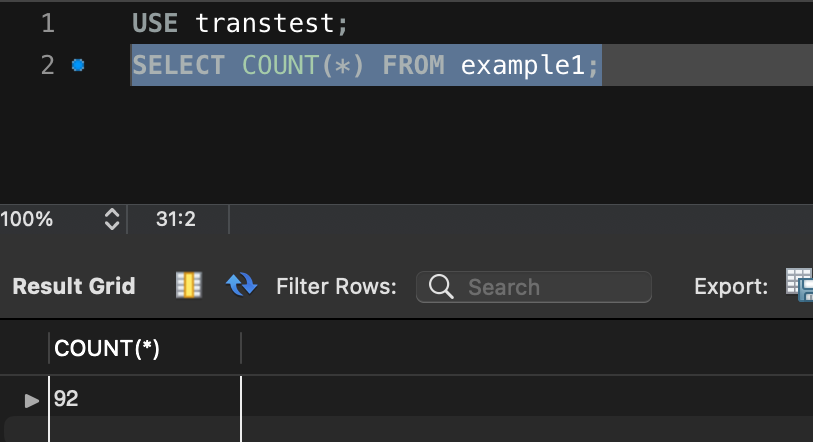 1 USE transtest;
2 SELECT COUNT(*) FROM example1;
100% 31:2
Result Grid Filter Rows: Search Export:
COUNT(*)
92